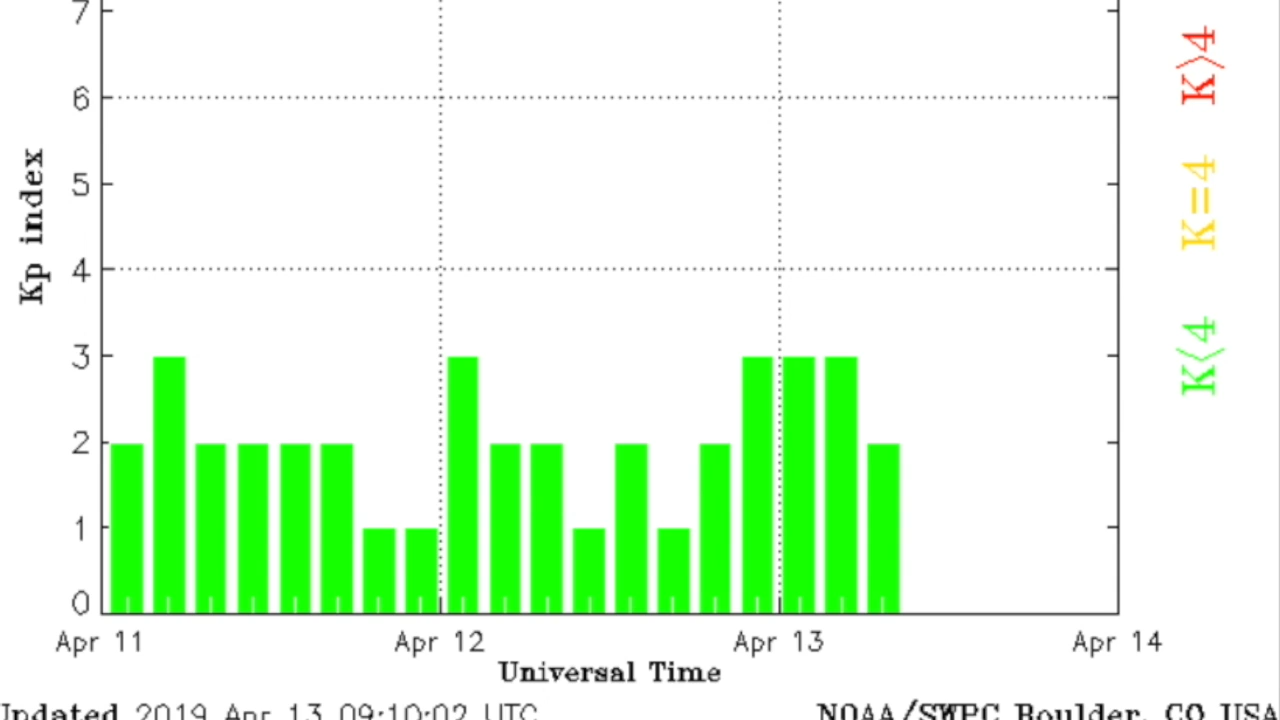 7
6
5
4
3
2
1
0
Kp index
Apr 11 Apr 12 Apr 13 Apr 14
Universal Time
Updated 2019 Apr 13 09:10:02 UTC
NOAA/SWPC Boulder, CO USA
K>4
K=4
K<4